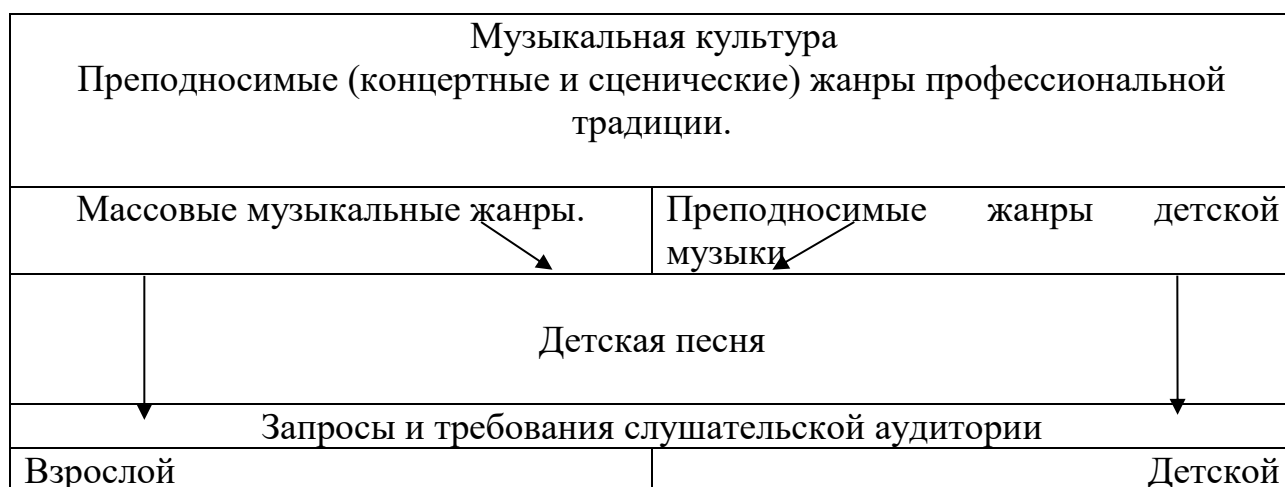 Музыкальная культура
Преподносимые (концертные и сценические) жанры профессиональной
традиции.
Массовые музыкальные жанры.
Преподносимые жанры детской
музыки
Детская песня
Запросы и требования слушательской аудитории
Взрослой
Детской